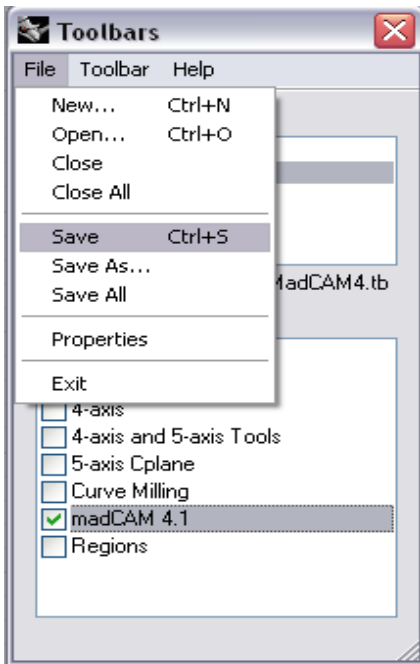 Toolbars
File Toolbar Help
New... Ctrl+N
Open... Ctrl+O
Close
Close All
Save Ctrl+S
Save As...
Save All
MadCAM4.tb
Properties
Exit
4-axis
4-axis and 5-axis Tools
5-axis Cplane
Curve Milling
madCAM 4.1
Regions